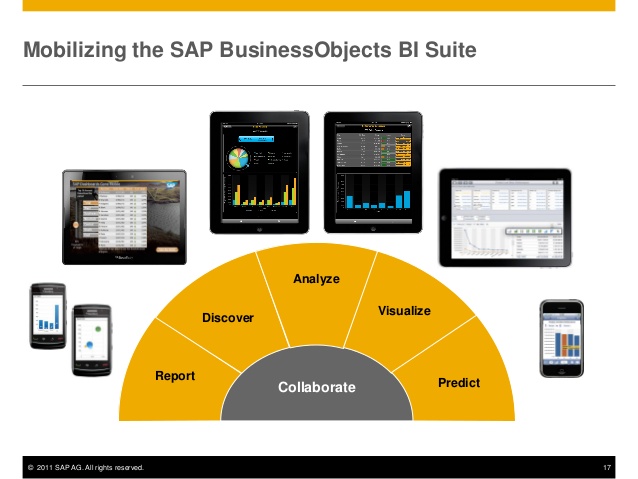 Mobilizing the SAP BusinessObjects BI Suite
Analyze
Discover
Visualize
Report
Collaborate
Predict
© 2011 SAP AG. All rights reserved.
17